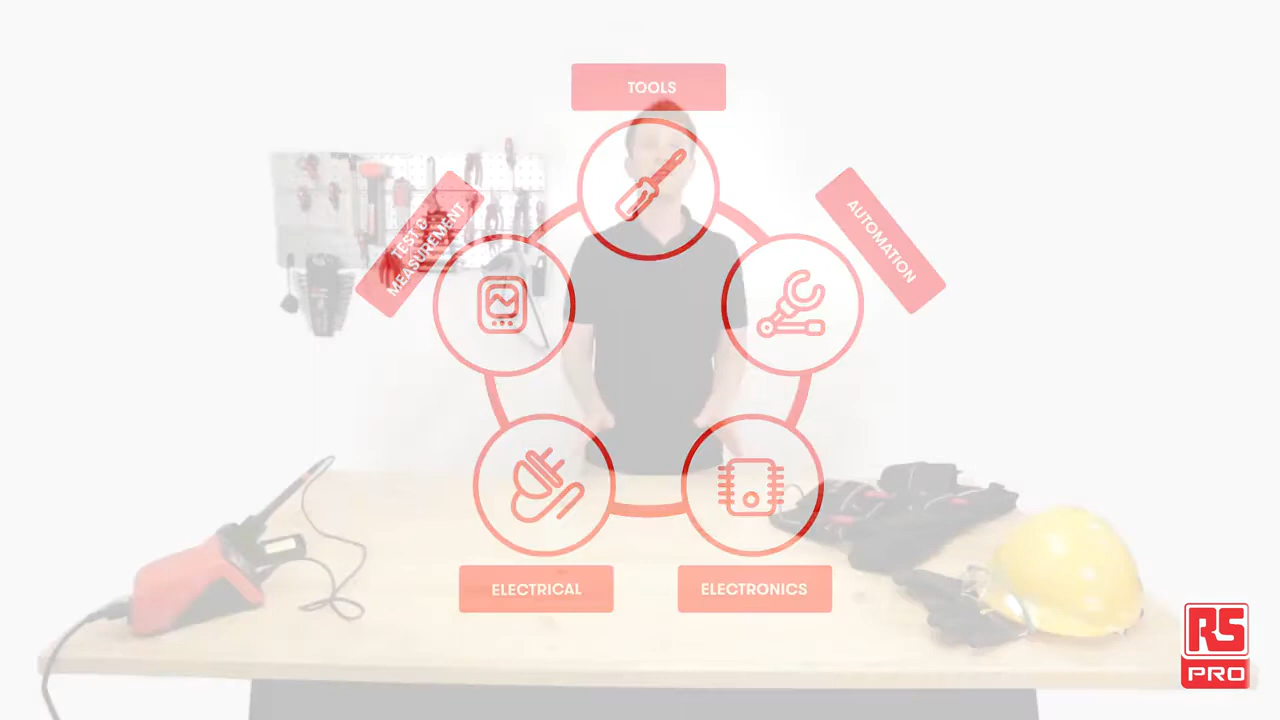 TOOLS
TEST &
MEASUREMENT
AUTOMATION
ELECTRICAL
ELECTRONICS
RS
PRO